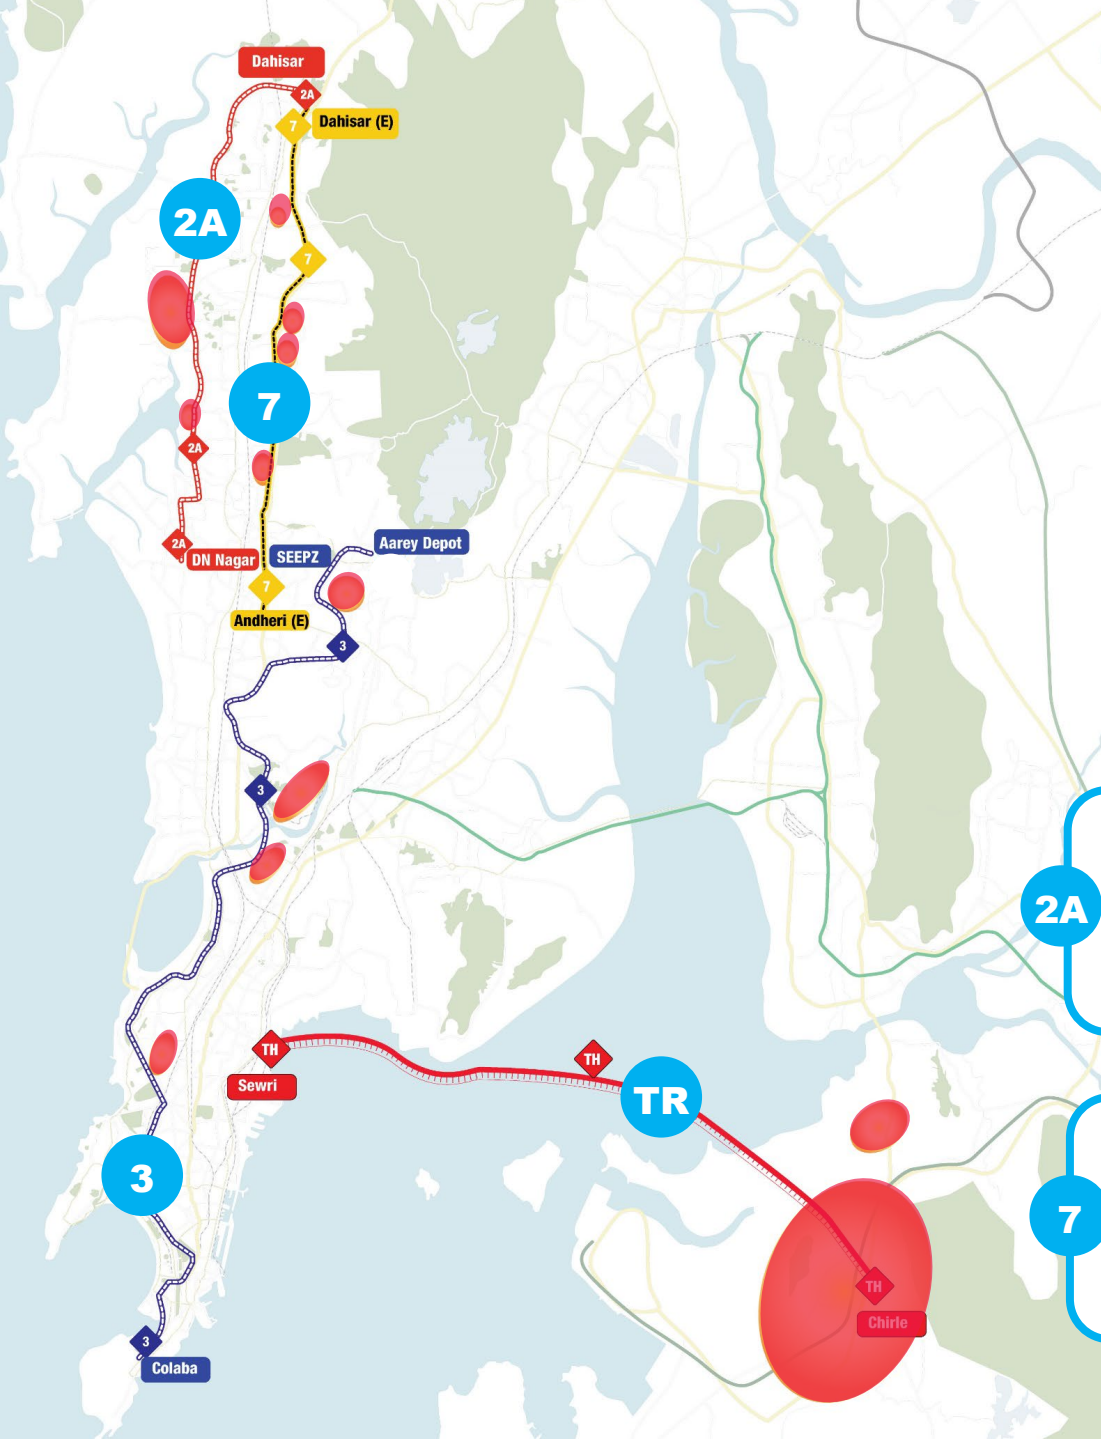 Dahisar
2A
7
Dahisar (E)
2A
7
7
2A
2A
DN Nagar
SEEPZ
Aarey Depot
7
Andheri (E)
3
3
2A
TH
Sewri
TH
TR
3
7
TH
Chirle
3
Colaba